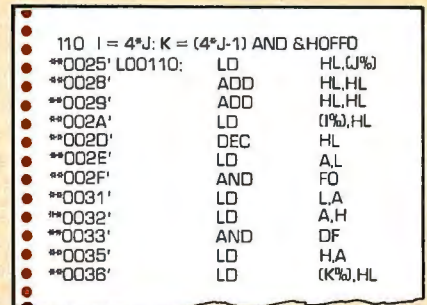 110 I = 4*J: K = (4*J-1) AND &HOFFO
**0025' L00110: LD HL,(J%)
**0028' ADD HL,HL
**0029' ADD HL,HL
**002A' LD (I%),HL
**002D' DEC HL
**002E' LD A,L
**002F' AND F0
**0031' LD L,A
**0032' LD A,H
**0033' AND DF
**0035' LD H,A
**0036' LD (K%),HL